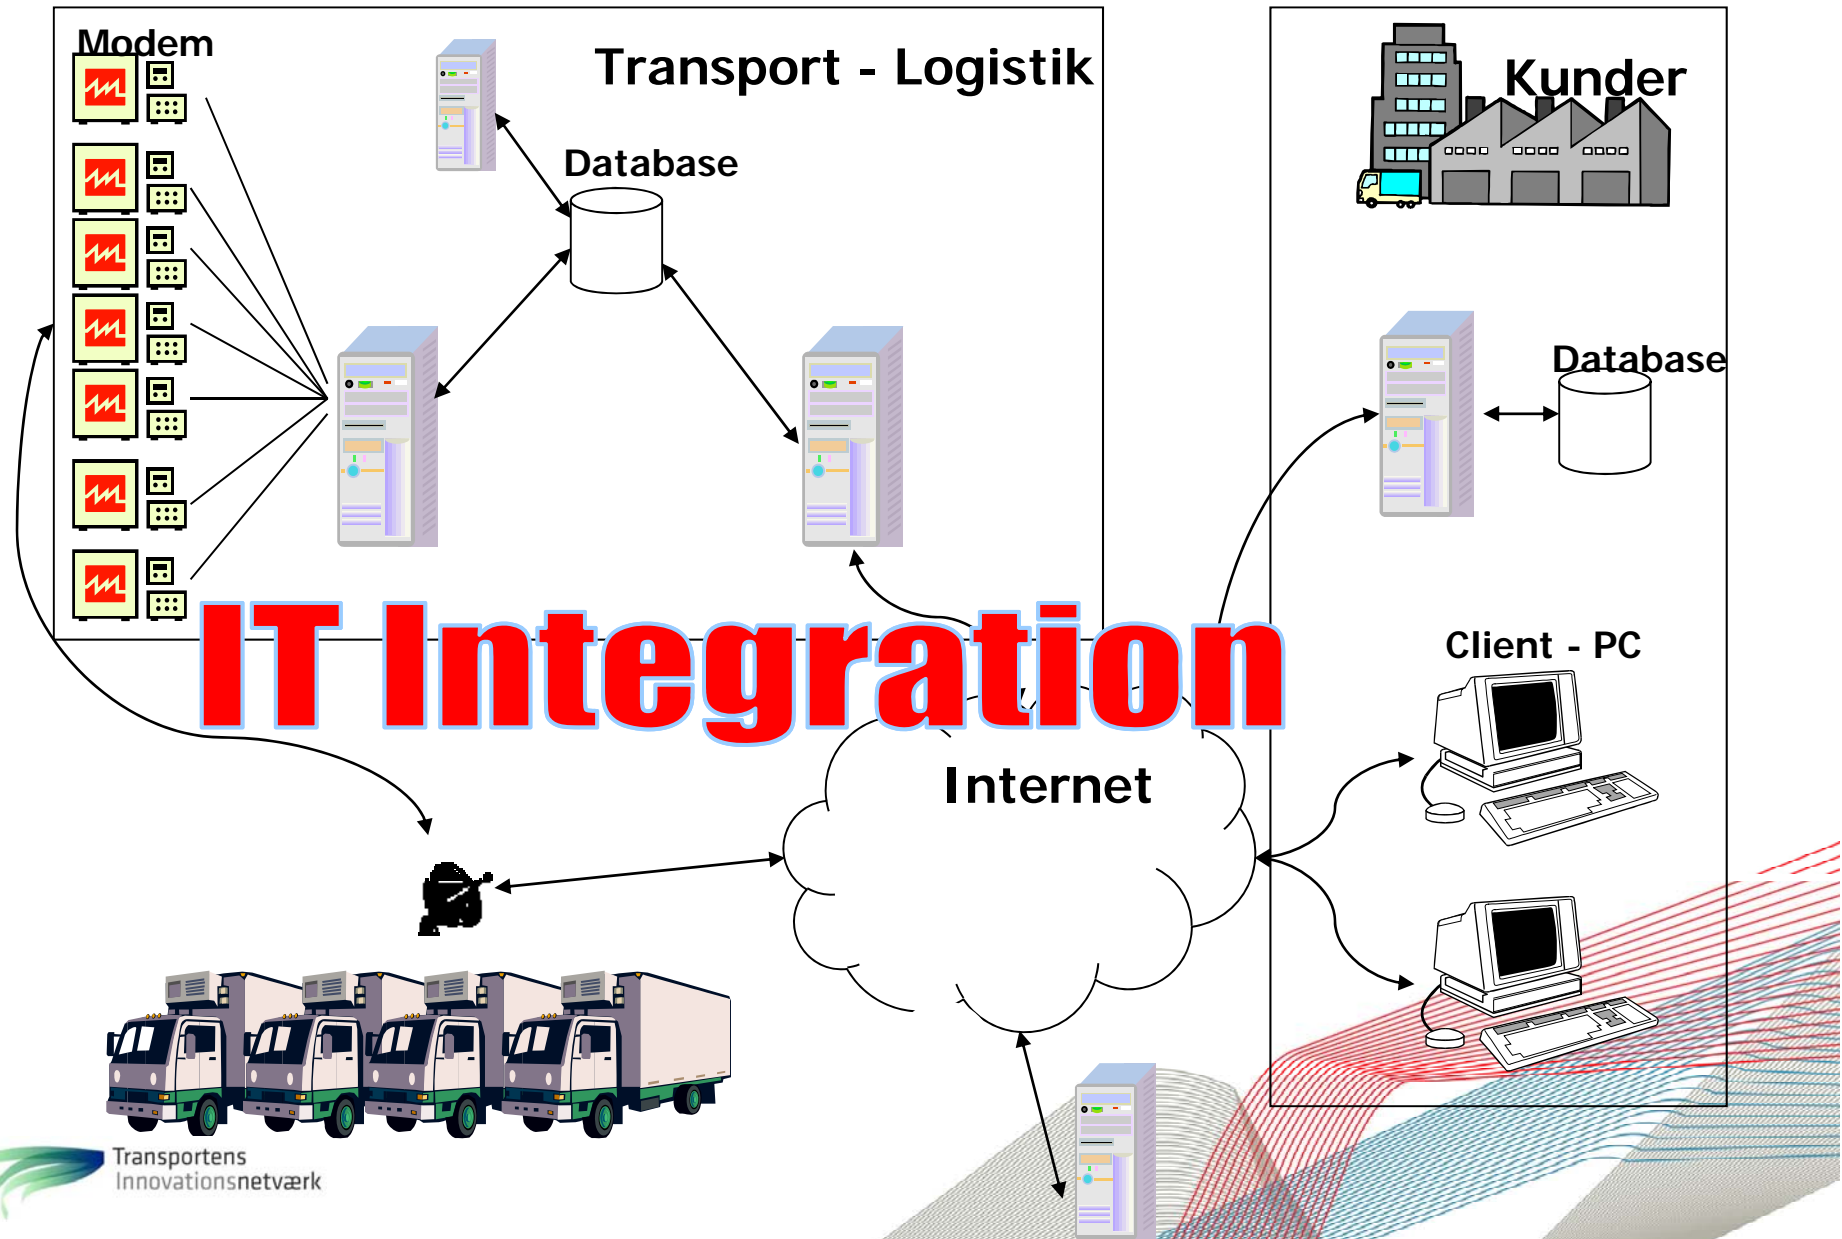 Modem
Transport - Logistik
Kunder
Database
Database
IT Integration
Client - PC
Internet
Transportens
Innovationsnetværk